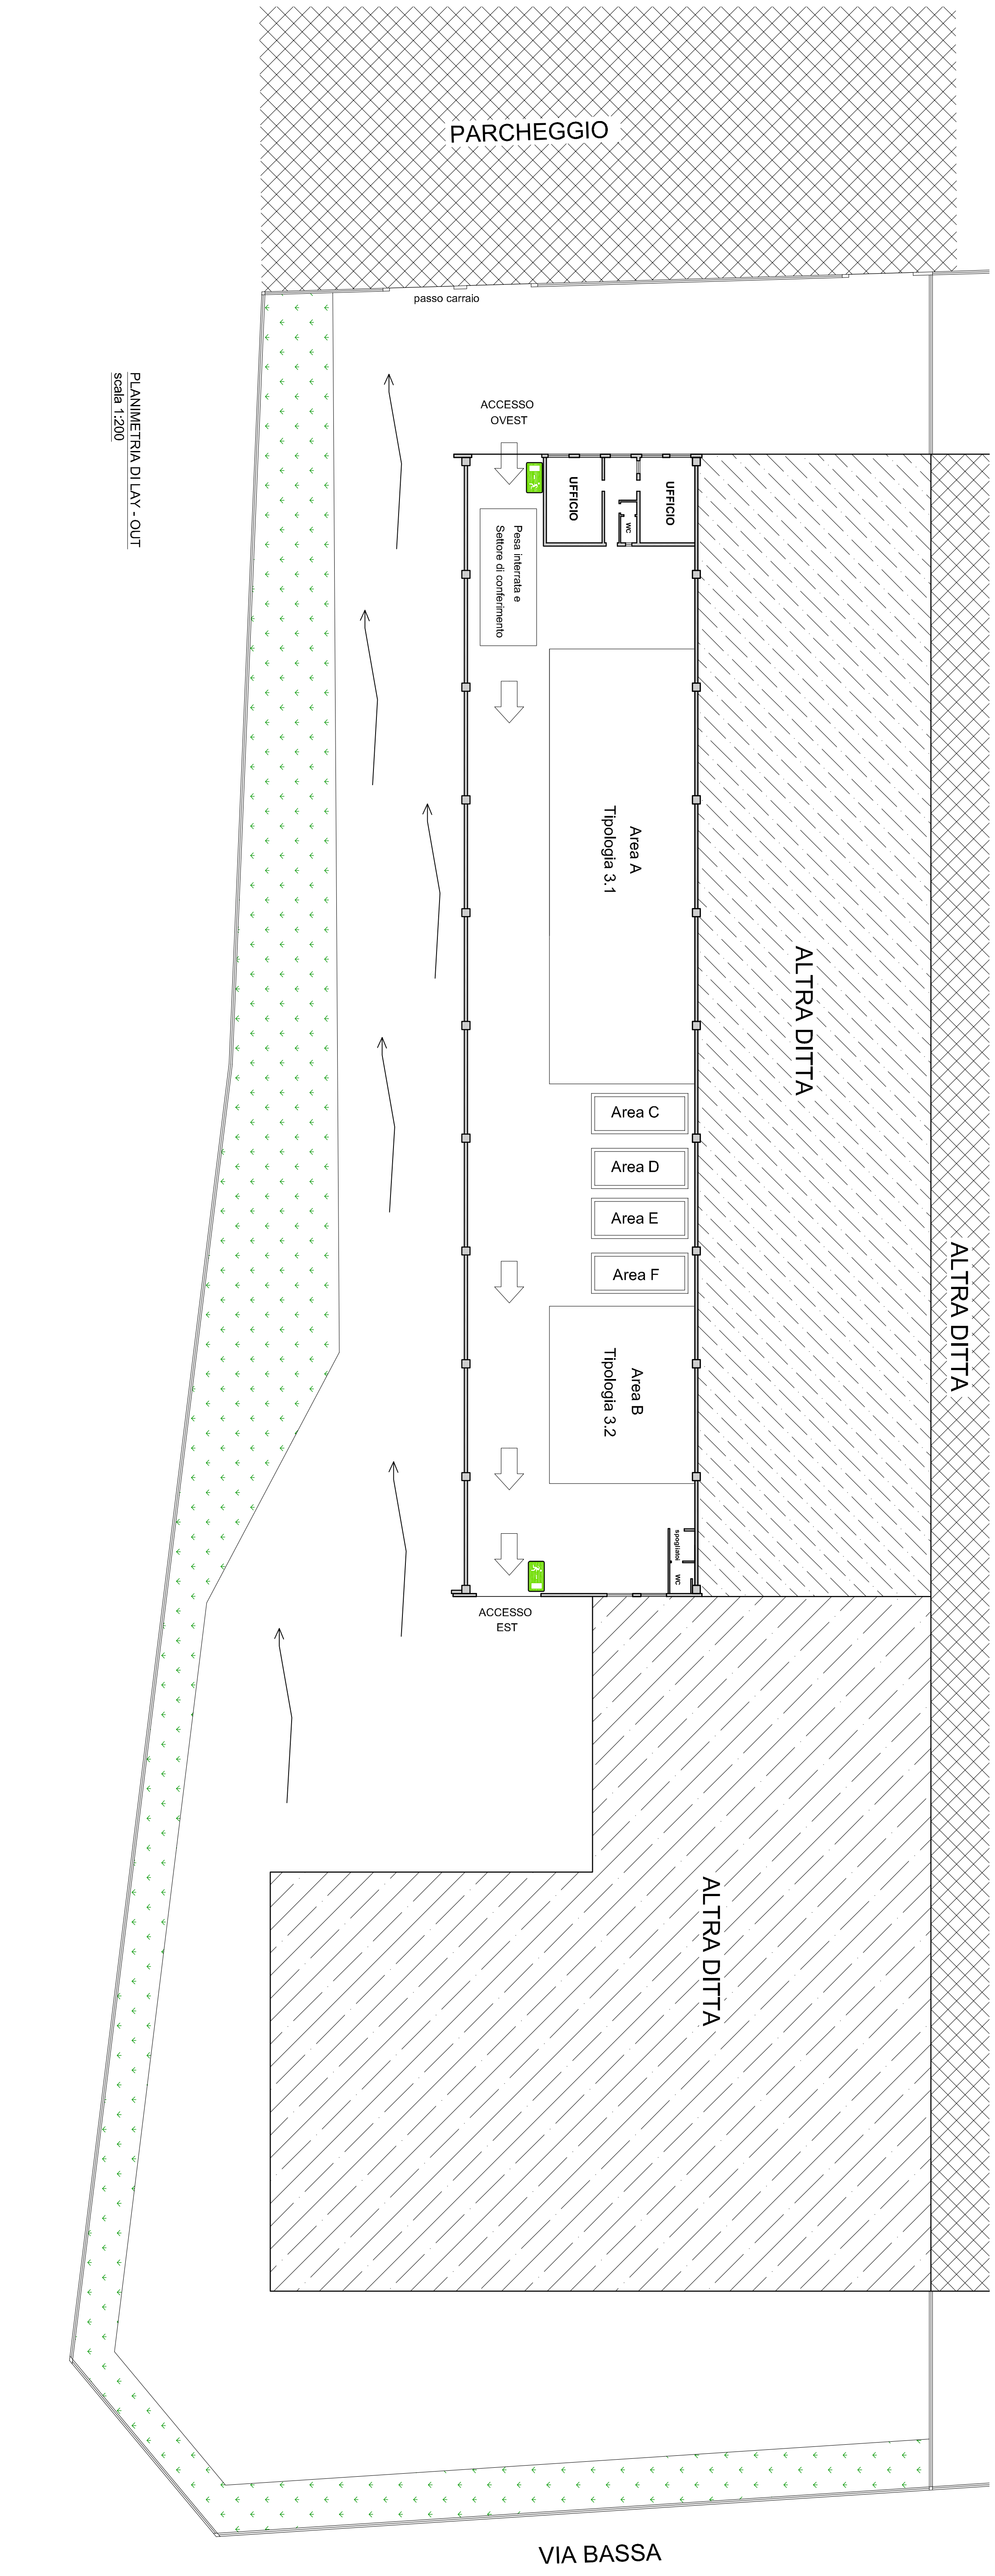 PARCHEGGIO
passo carraio
PLANIMETRIA DI LAY - OUT
scala 1:200
ACCESSO
OVEST
UFFICIO
WC
UFFICIO
Pesa interrata e
Settore di conferimento
Area A
Tipologia 3.1
ALTRA DITTA
Area C
Area D
Area E
Area F
ALTRA DITTA
Area B
Tipologia 3.2
spogliatoi
WC
ACCESSO
EST
ALTRA DITTA
VIA BASSA